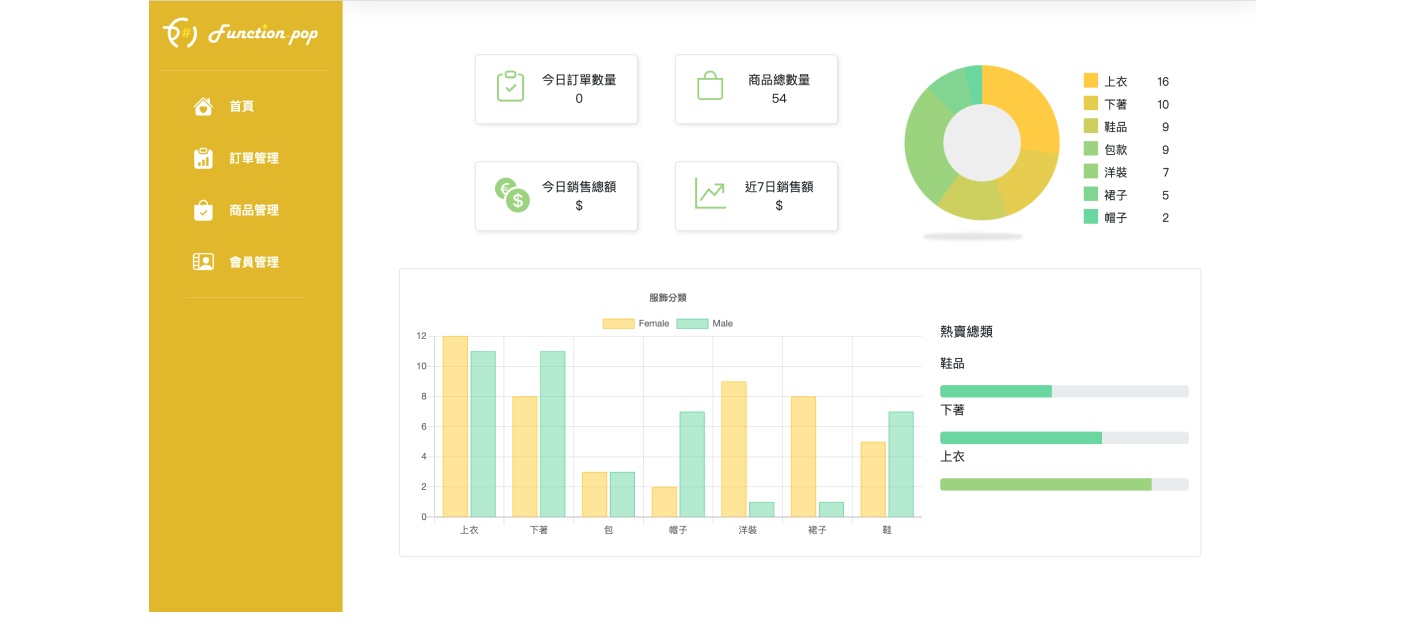 Function.pop
首頁
訂單管理
商品管理
會員管理
今日訂單數量
0
商品總數量
54
今日銷售總額
$
近7日銷售額
$
上衣 16
下著 10
鞋品 9
包款 9
洋裝 7
裙子 5
帽子 2
服飾分類
Female Male
12
10
8
6
4
2
0
上衣 下著 包 帽子 洋裝 裙子 鞋
熱賣總類
鞋品
下著
上衣